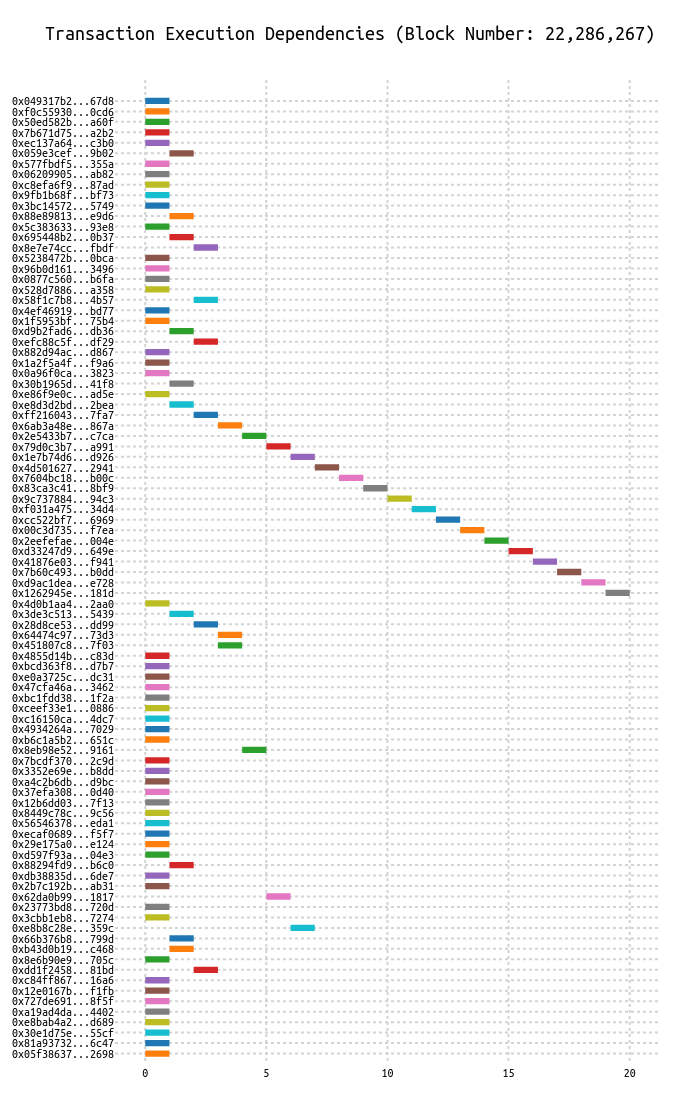 Transaction Execution Dependencies (Block Number: 22,286,267)
0x049317b2...67d8
0xf0c55930...0cd6
0x50ed582b...a60f
0x7b671d75...a2b2
0xec137a64...c3b0
0x059e3cef...9b02
0x577fbdf5...355a
0x06209905...ab82
0xc8efa6f9...87ad
0x9fb1b68f...bf73
0x3bc14572...5749
0x88e89813...e9d6
0x5c383633...93e8
0x695448b2...0b37
0x8e7e74cc...fbdf
0x5238472b...0bca
0x96b0d161...3496
0x0877c560...b6fa
0x528d7886...a358
0x58f1c7b8...4b57
0x4ef46919...bd77
0x1f5953bf...75b4
0xd9b2fad6...db36
0xefc88c5f...df29
0x882d94ac...d867
0x1a2f5a4f...f9a6
0x0a96f0ca...3823
0x30b1965d...41f8
0xe86f9e0c...ad5e
0xe8d3d2bd...2bea
0xff216043...7fa7
0x6ab3a48e...867a
0x2e5433b7...c7ca
0x79d0c3b7...a991
0x1e7b74d6...d926
0x4d501627...2941
0x7604bc18...b00c
0x83ca3c41...8bf9
0x9c737884...94c3
0xf031a475...34d4
0xcc522bf7...6969
0x00c3d735...f7ea
0x2eefefae...004e
0xd33247d9...649e
0x41876e03...f941
0x7b60c493...b0dd
0xd9ac1dea...e728
0x1262945e...181d
0x4d0b1aa4...2aa0
0x3de3c513...5439
0x28d8ce53...dd99
0x64474c97...73d3
0x451807c8...7f03
0x4855d14b...c83d
0xbcd363f8...d7b7
0xe0a3725c...dc31
0x47cfa46a...3462
0xbc1fdd38...1f2a
0xceef33e1...0886
0xc16150ca...4dc7
0x4934264a...7029
0xb6c1a5b2...651c
0x8eb98e52...9161
0x7bcdf370...2c9d
0x3352e69e...b8dd
0xa4c2b6db...d9bc
0x37efa308...0d40
0x12b6dd03...7f13
0x8449c78c...9c56
0x56546378...eda1
0xecaf0689...f5f7
0x29e175a0...e124
0xd597f93a...04e3
0x88294fd9...b6c0
0xdb38835d...6de7
0x2b7c192b...ab31
0x62da0b99...1817
0x23773bd8...720d
0x3cbb1eb8...7274
0xe8b8c28e...359c
0x66b376b8...799d
0xb43d0b19...c468
0x8e6b90e9...705c
0xdd1f2458...81bd
0xc84ff867...16a6
0x12e0167b...f1fb
0x727de691...8f5f
0xa19ad4da...4402
0xe8bab4a2...d689
0x30e1d75e...55cf
0x81a93732...6c47
0x05f38637...2698
0 5 10 15 20